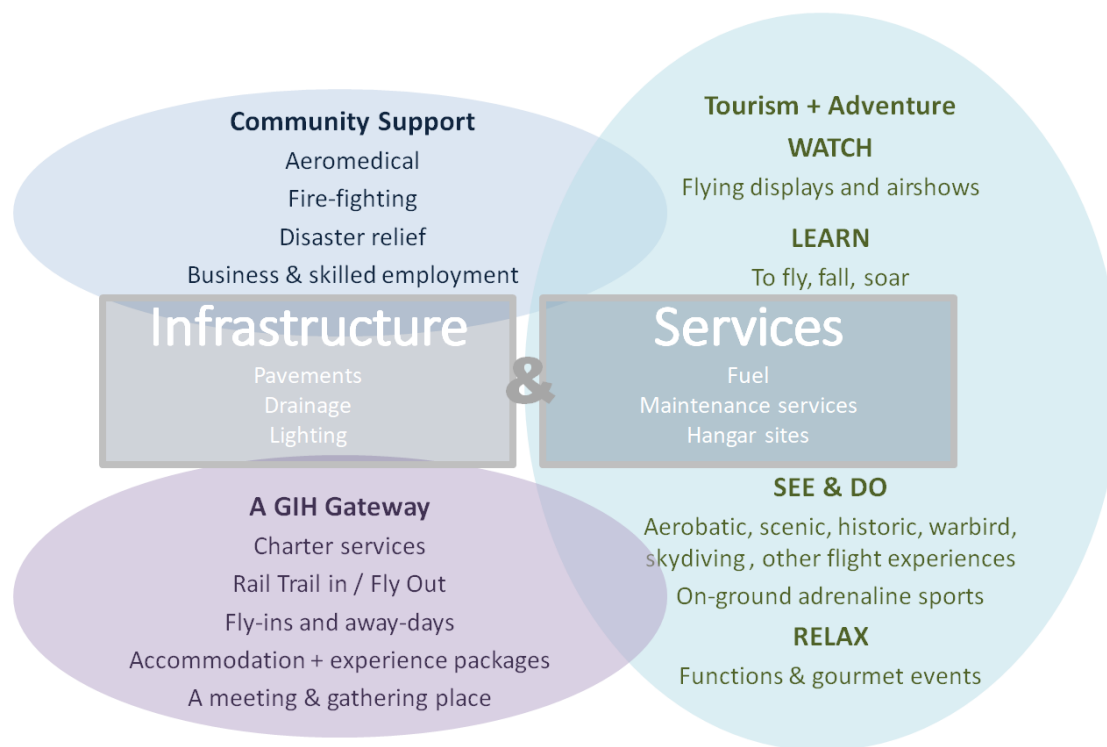 Community Support
Aeromedical
Fire-fighting
Disaster relief
Business & skilled employment
Tourism + Adventure
WATCH
Flying displays and airshows
LEARN
To fly, fall, soar
Infrastructure
Pavements
Drainage
Lighting
&
Services
Fuel
Maintenance services
Hangar sites
A GIH Gateway
Charter services
Rail Trail in / Fly Out
Fly-ins and away-days
Accommodation + experience packages
A meeting & gathering place
SEE & DO
Aerobatic, scenic, historic, warbird,
skydiving , other flight experiences
On-ground adrenaline sports
RELAX
Functions & gourmet events